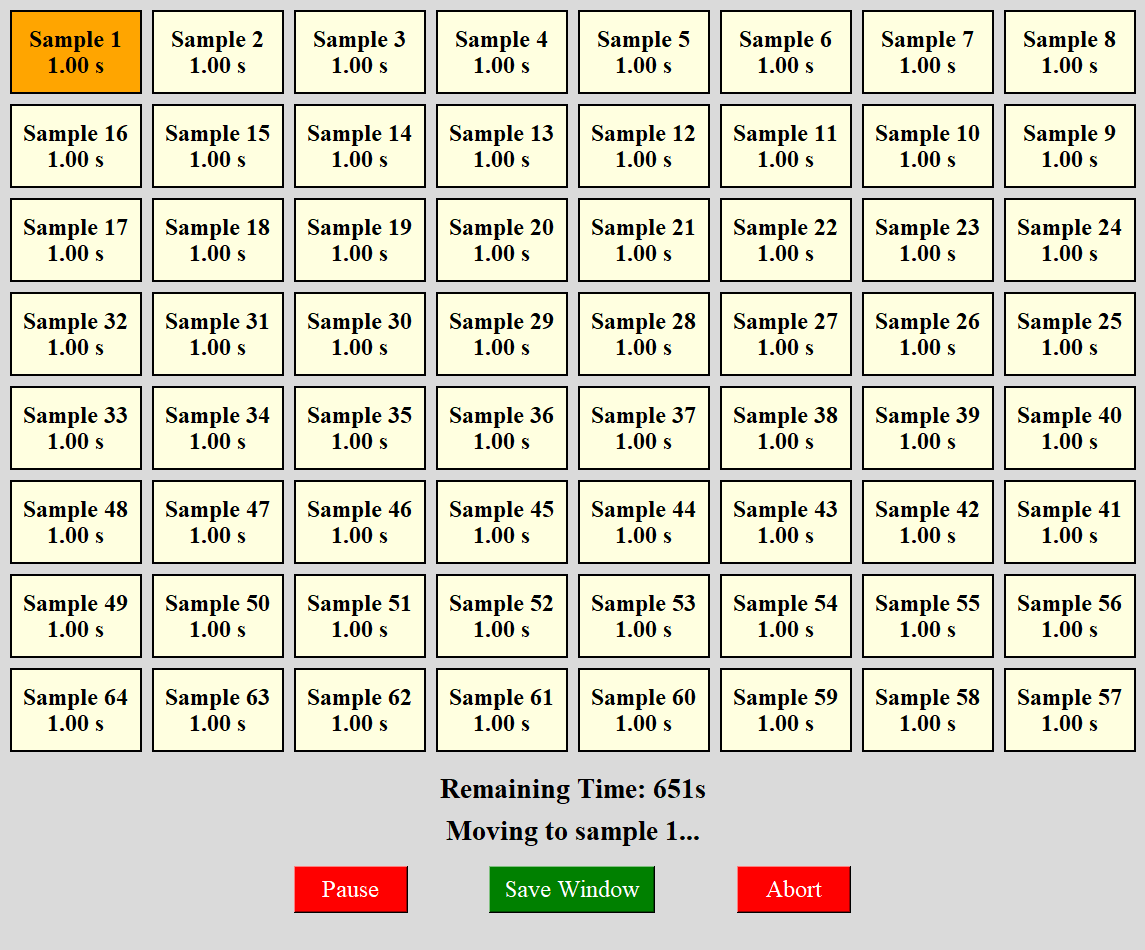 Sample 1 Sample 2 Sample 3 Sample 4 Sample 5 Sample 6 Sample 7 Sample 8
1.00 s 1.00 s 1.00 s 1.00 s 1.00 s 1.00 s 1.00 s 1.00 s
Sample 16 Sample 15 Sample 14 Sample 13 Sample 12 Sample 11 Sample 10 Sample 9
1.00 s 1.00 s 1.00 s 1.00 s 1.00 s 1.00 s 1.00 s 1.00 s
Sample 17 Sample 18 Sample 19 Sample 20 Sample 21 Sample 22 Sample 23 Sample 24
1.00 s 1.00 s 1.00 s 1.00 s 1.00 s 1.00 s 1.00 s 1.00 s
Sample 32 Sample 31 Sample 30 Sample 29 Sample 28 Sample 27 Sample 26 Sample 25
1.00 s 1.00 s 1.00 s 1.00 s 1.00 s 1.00 s 1.00 s 1.00 s
Sample 33 Sample 34 Sample 35 Sample 36 Sample 37 Sample 38 Sample 39 Sample 40
1.00 s 1.00 s 1.00 s 1.00 s 1.00 s 1.00 s 1.00 s 1.00 s
Sample 48 Sample 47 Sample 46 Sample 45 Sample 44 Sample 43 Sample 42 Sample 41
1.00 s 1.00 s 1.00 s 1.00 s 1.00 s 1.00 s 1.00 s 1.00 s
Sample 49 Sample 50 Sample 51 Sample 52 Sample 53 Sample 54 Sample 55 Sample 56
1.00 s 1.00 s 1.00 s 1.00 s 1.00 s 1.00 s 1.00 s 1.00 s
Sample 64 Sample 63 Sample 62 Sample 61 Sample 60 Sample 59 Sample 58 Sample 57
1.00 s 1.00 s 1.00 s 1.00 s 1.00 s 1.00 s 1.00 s 1.00 s
Remaining Time: 651s
Moving to sample 1...
Pause Save Window Abort